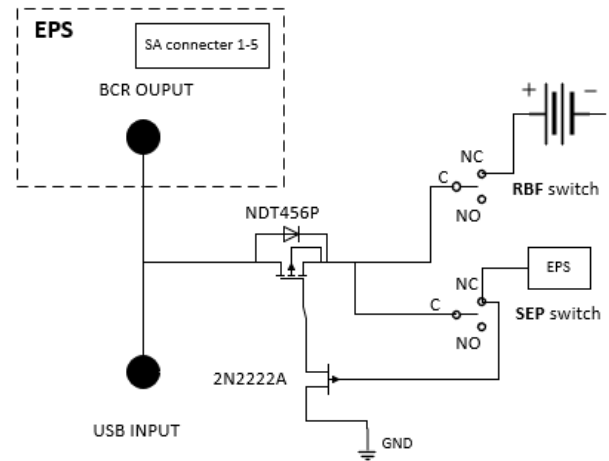 EPS
SA connecter 1-5
BCR OUPUT
+
−
NC
C
RBF switch
NO
NDT456P
EPS
NC
C
SEP switch
NO
2N2222A
USB INPUT
GND